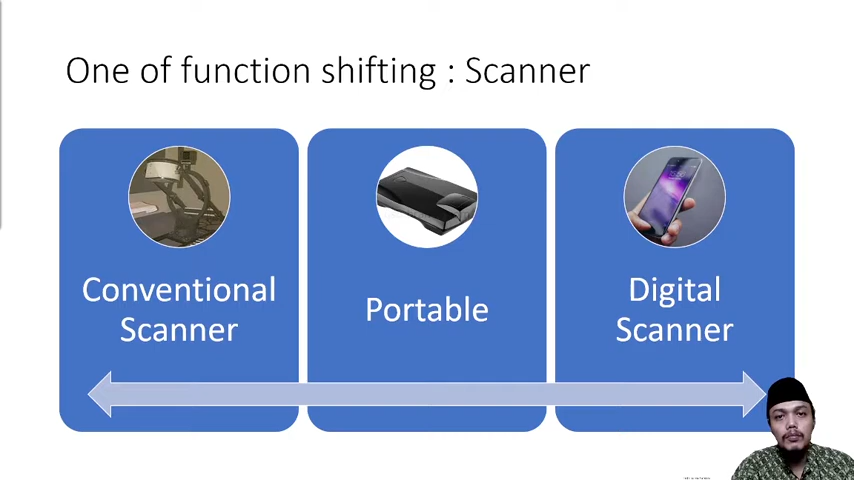 One of function shifting : Scanner
Conventional
Scanner
Portable
Digital
Scanner